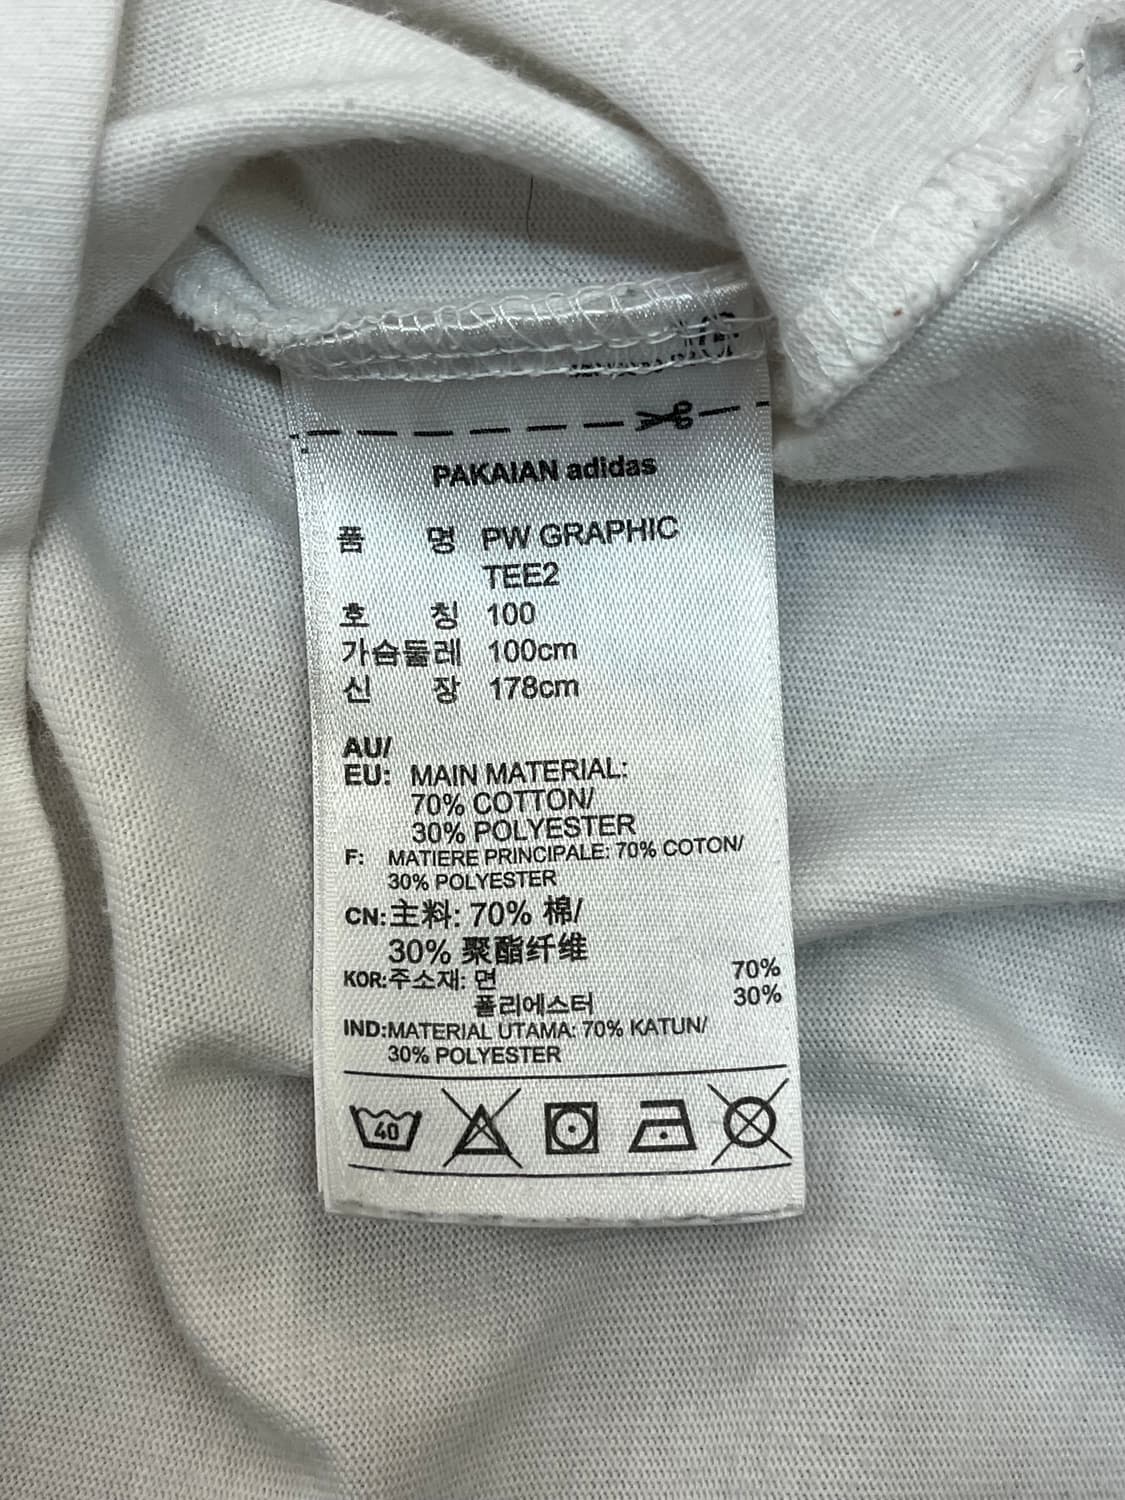 PAKAIAN adidas
품 명 PW GRAPHIC
TEE2
호 칭 100
가슴둘레 100cm
신 장 178cm
AU/
EU: MAIN MATERIAL:
70% COTTON/
30% POLYESTER
F: MATIERE PRINCIPALE: 70% COTON/
30% POLYESTER
CN:主料: 70% 棉/
30% 聚酯纤维
KOR:주소재: 면 70%
폴리에스터 30%
IND:MATERIAL UTAMA: 70% KATUN/
30% POLYESTER
40